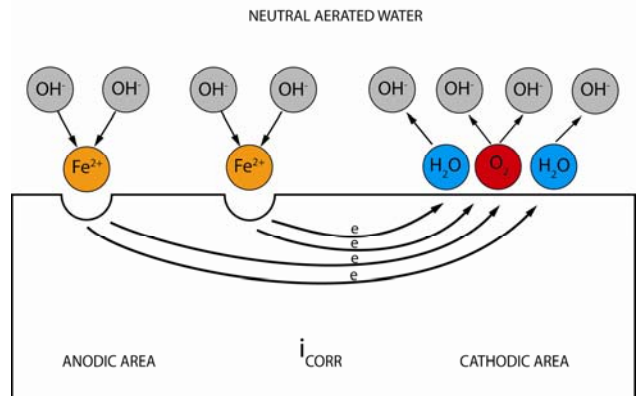 NEUTRAL AERATED WATER
OH⁻ OH⁻ OH⁻ OH⁻ OH⁻ OH⁻ OH⁻ OH⁻
Fe²⁺ Fe²⁺ H₂O O₂ H₂O
e
e
e
e
ANODIC AREA i_CORR CATHODIC AREA